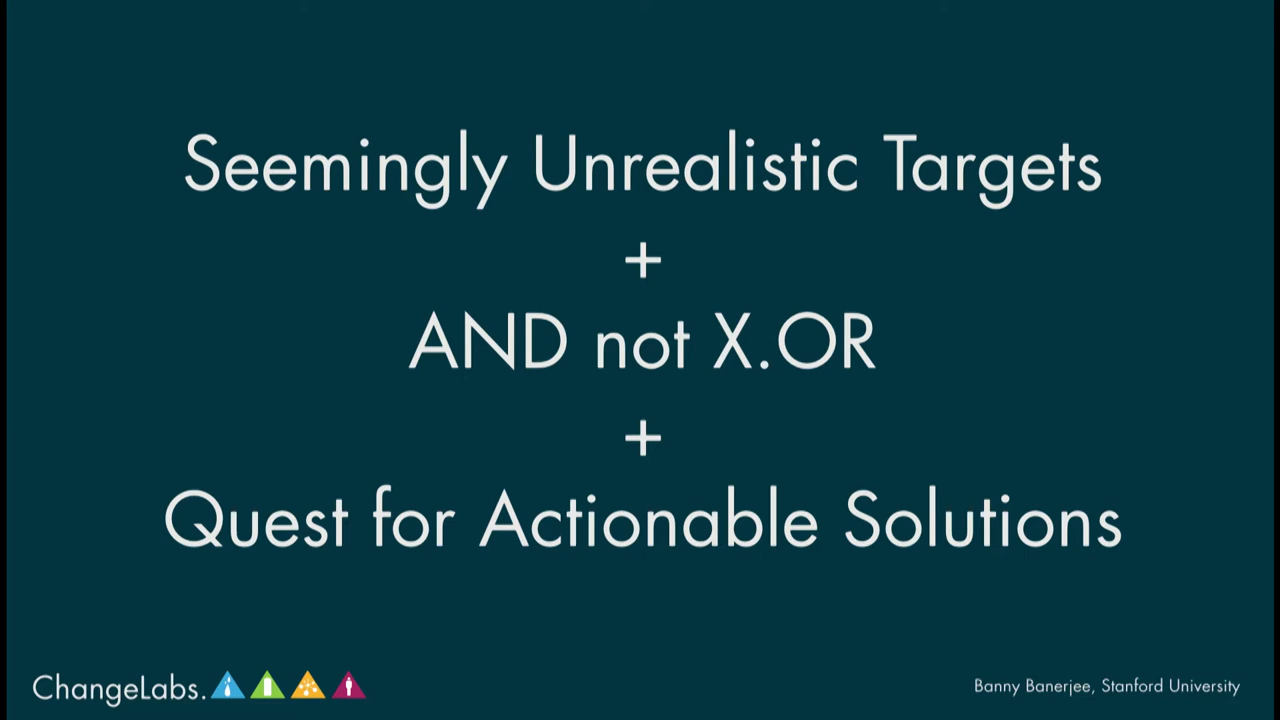 Seemingly Unrealistic Targets
+
AND not X.OR
+
Quest for Actionable Solutions
ChangeLabs.
Banny Banerjee, Stanford University